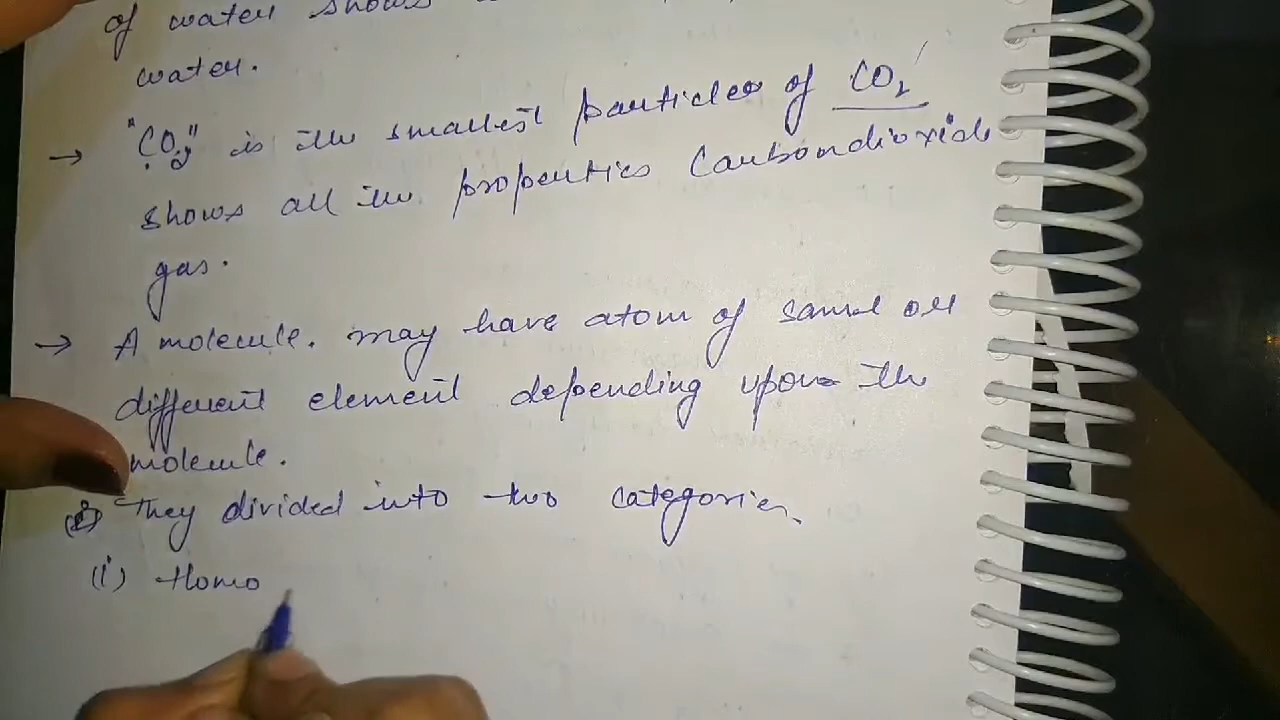 of water shows
water.
→ "CO2" is the smallest particles of CO2
shows all the properties Carbondioxide
gas.
→ A molecule. may have atom of same or
different element depending upon the
molecule.
They divided into two categories.
(i) Homo